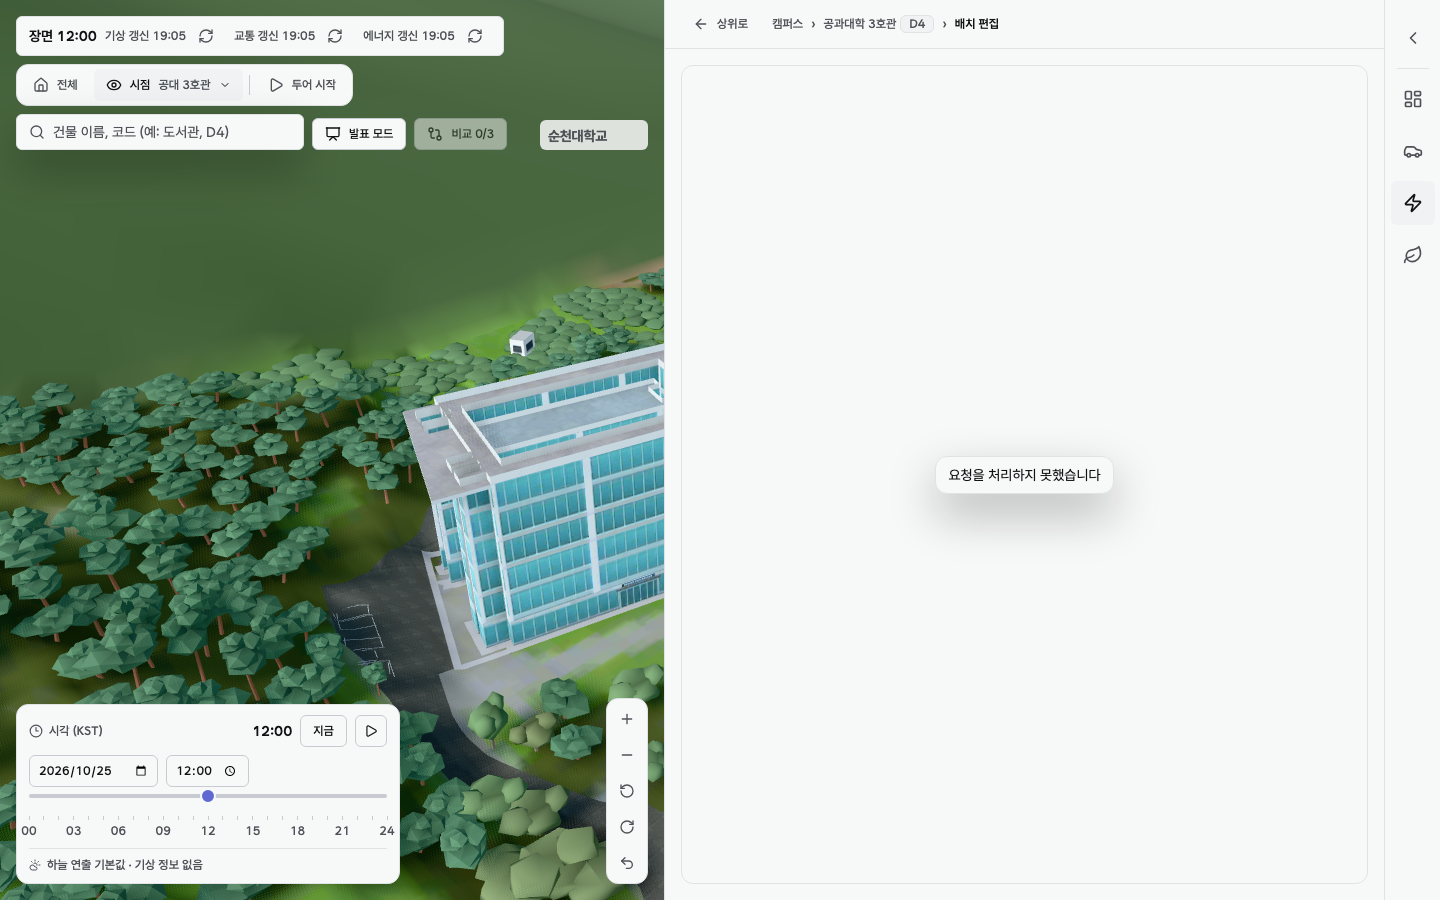 장면 12:00 기상 갱신 19:05 교통 갱신 19:05 에너지 갱신 19:05
전체 시점 공대 3호관 투어 시작
건물 이름, 코드 (예: 도서관, D4) 발표 모드 비교 0/3 순천대학교
시각 (KST) 12:00 지금
2026/10/25 12:00
00 03 06 09 12 15 18 21 24
하늘 연출 기본값 · 기상 정보 없음
상위로 캠퍼스 › 공과대학 3호관 D4 › 배치 편집
요청을 처리하지 못했습니다